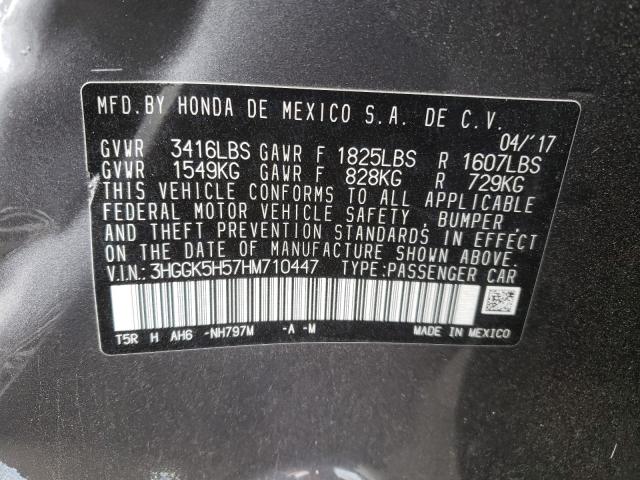 MFD. BY HONDA DE MEXICO S.A. DE C.V.
04/'17
GVWR 3416LBS GAWR F 1825LBS R 1607LBS
GVWR 1549KG GAWR F 828KG R 729KG
THIS VEHICLE CONFORMS TO ALL APPLICABLE
FEDERAL MOTOR VEHICLE SAFETY, BUMPER,
AND THEFT PREVENTION STANDARDS IN EFFECT
ON THE DATE OF MANUFACTURE SHOWN ABOVE.
V.I.N.: 3HGGK5H57HM710447 TYPE: PASSENGER CAR
T5R H AH6 -NH797M -A -M MADE IN MEXICO